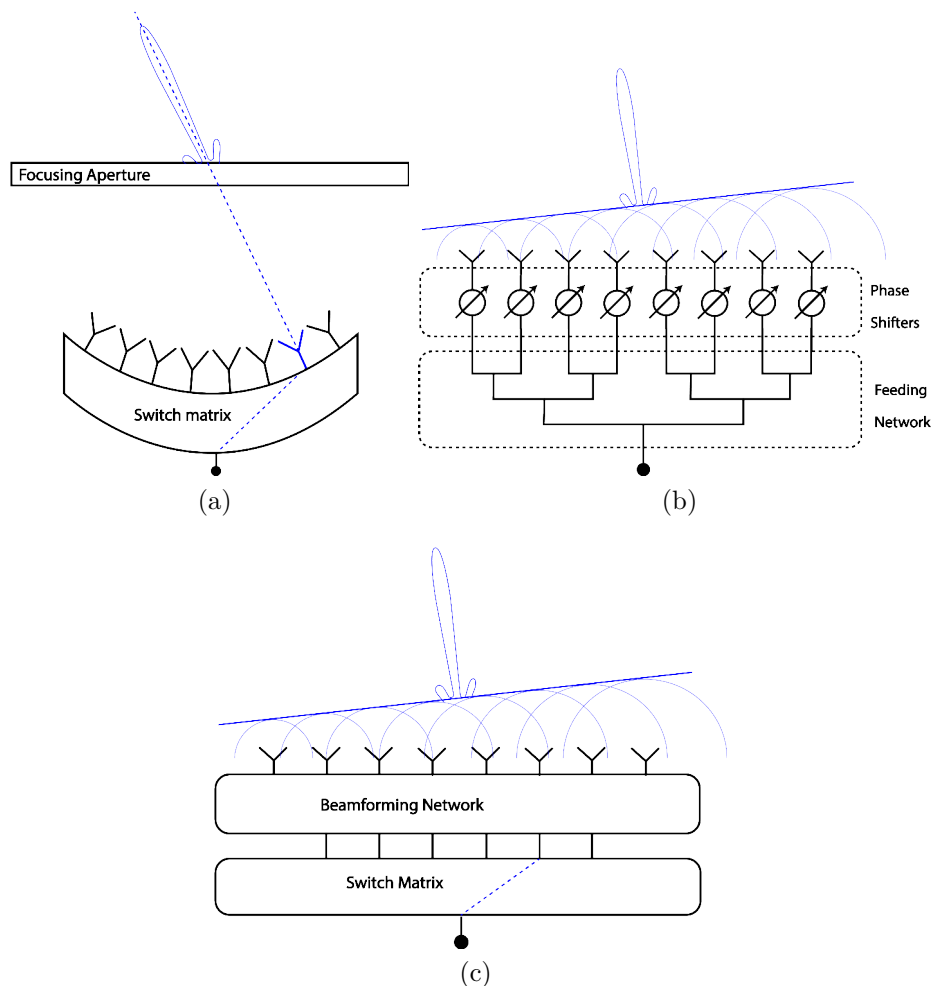 Focusing Aperture
Switch matrix
(a)
Phase
Shifters
Feeding
Network
(b)
Beamforming Network
Switch Matrix
(c)